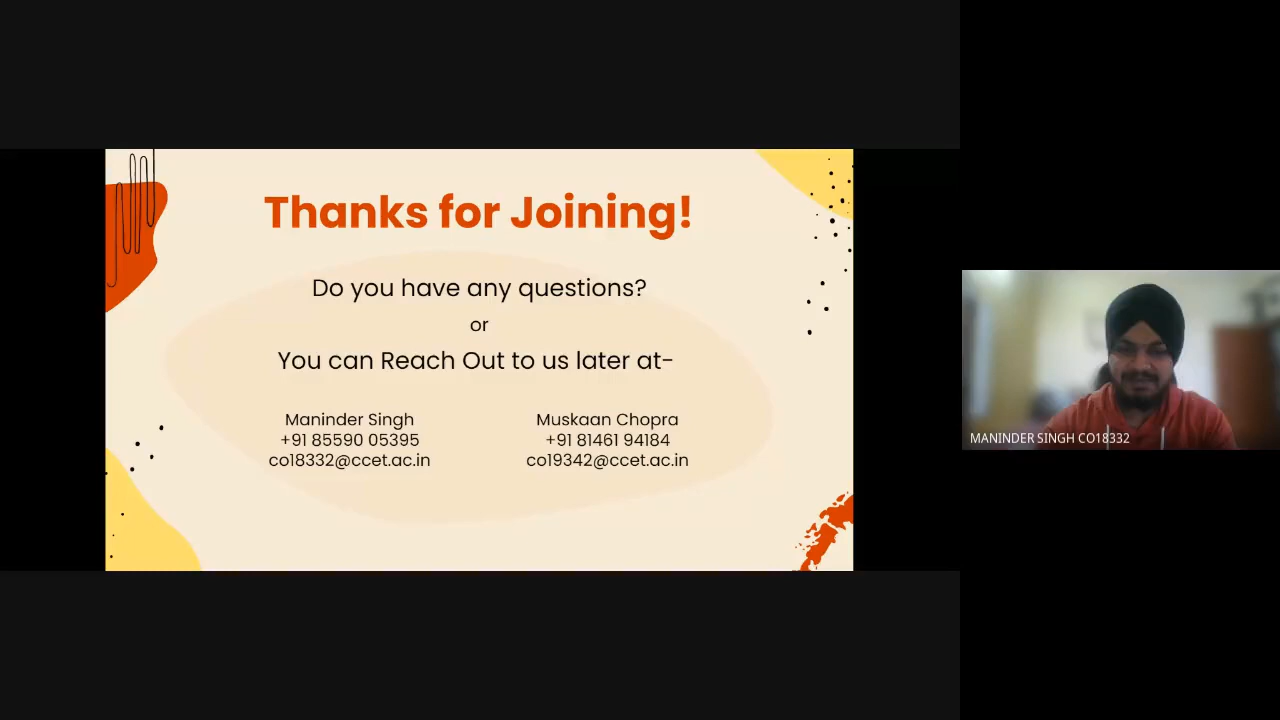 Thanks for Joining!
Do you have any questions?
or
You can Reach Out to us later at-
Maninder Singh
+91 85590 05395
co18332@ccet.ac.in
Muskaan Chopra
+91 81461 94184
co19342@ccet.ac.in
MANINDER SINGH CO18332